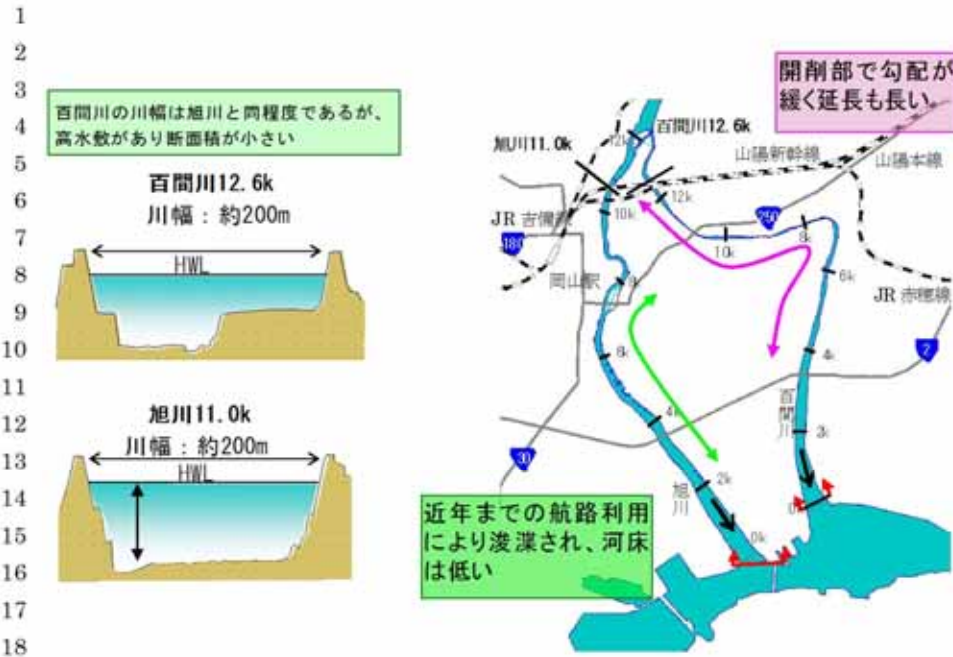 1
2
3
4
5
6
7
8
9
10
11
12
13
14
15
16
17
18
百間川の川幅は旭川と同程度であるが、
高水敷があり断面積が小さい
百間川12.6k
川幅：約200m
HWL
旭川11.0k
川幅：約200m
HWL
開削部で勾配が
緩く延長も長い。
百間川12.6k
旭川11.0k
12k
山陽新幹線
山陽本線
12k
10k
JR 吉備線
180
250
8k
10k
6k
岡山駅
8k
JR 赤穂線
2
6k
4k
4k
百間川
2k
30
2k
旭川
0k
0k
近年までの航路利用
により浚渫され、河床
は低い